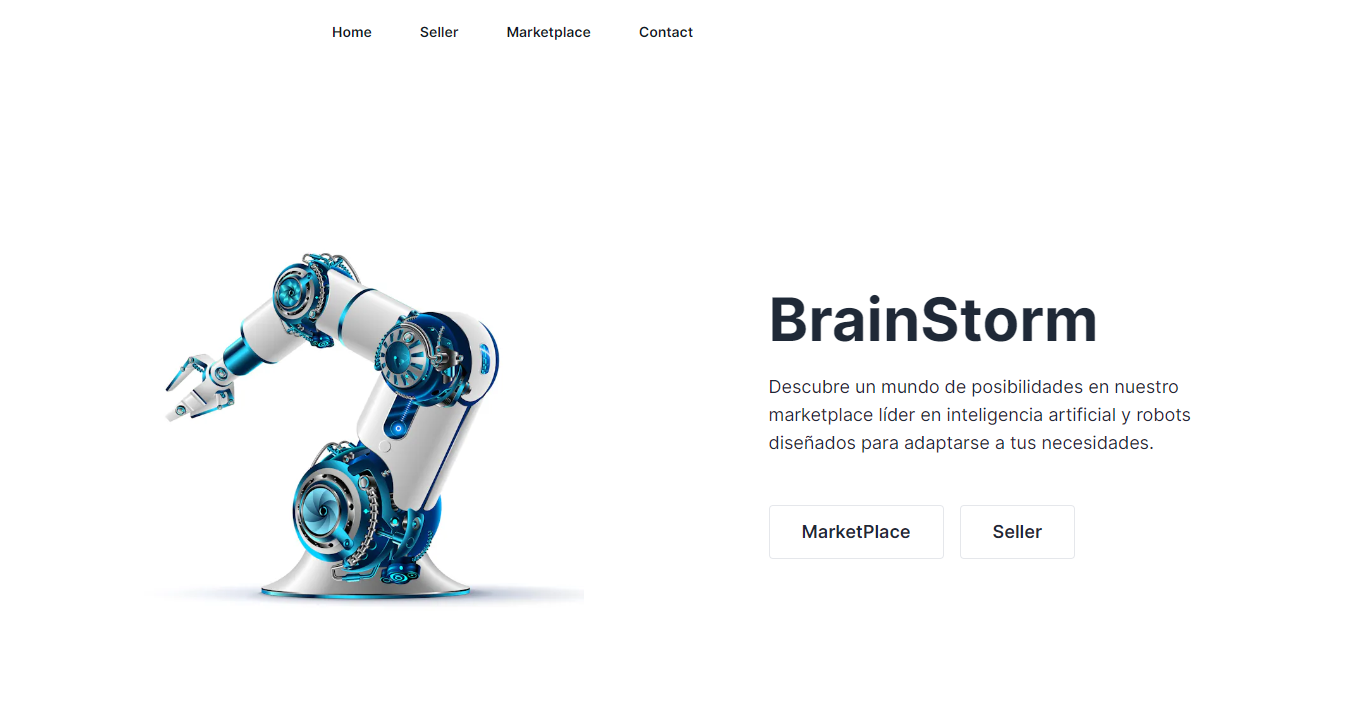 Home Seller Marketplace Contact
BrainStorm
Descubre un mundo de posibilidades en nuestro
marketplace líder en inteligencia artificial y robots
diseñados para adaptarse a tus necesidades.
MarketPlace Seller